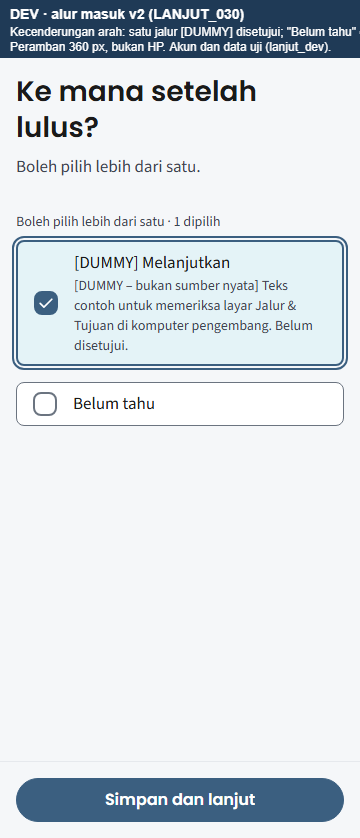 DEV · alur masuk v2 (LANJUT_030)
Kecenderungan arah: satu jalur [DUMMY] disetujui; "Belum tahu"
Peramban 360 px, bukan HP. Akun dan data uji (lanjut_dev).
Ke mana setelah
lulus?
Boleh pilih lebih dari satu.
Boleh pilih lebih dari satu · 1 dipilih
[DUMMY] Melanjutkan
[DUMMY – bukan sumber nyata] Teks
contoh untuk memeriksa layar Jalur &
Tujuan di komputer pengembang. Belum
disetujui.
Belum tahu
Simpan dan lanjut